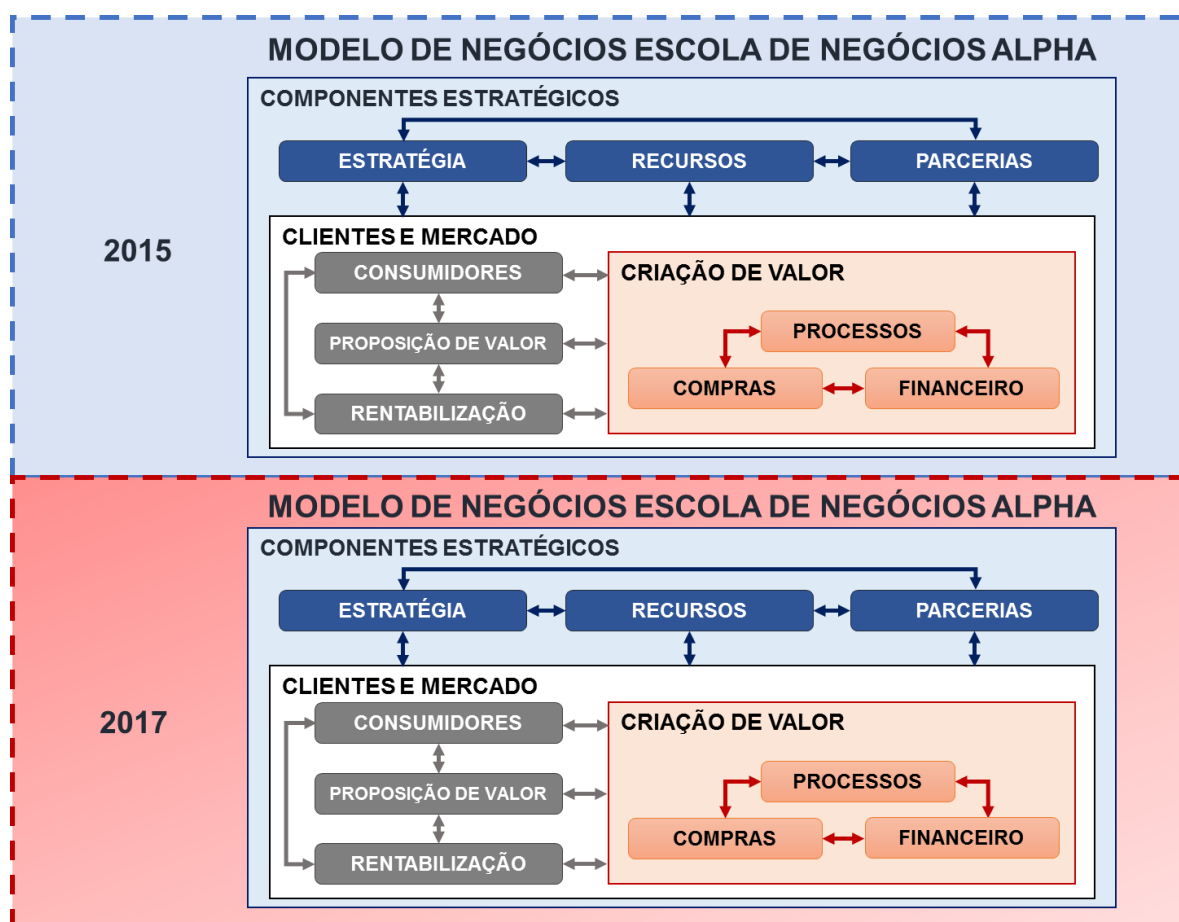 MODELO DE NEGÓCIOS ESCOLA DE NEGÓCIOS ALPHA
COMPONENTES ESTRATÉGICOS
ESTRATÉGIA
RECURSOS
PARCERIAS
2015
CLIENTES E MERCADO
CONSUMIDORES
PROPOSIÇÃO DE VALOR
RENTABILIZAÇÃO
CRIAÇÃO DE VALOR
PROCESSOS
COMPRAS
FINANCEIRO
MODELO DE NEGÓCIOS ESCOLA DE NEGÓCIOS ALPHA
COMPONENTES ESTRATÉGICOS
ESTRATÉGIA
RECURSOS
PARCERIAS
2017
CLIENTES E MERCADO
CONSUMIDORES
PROPOSIÇÃO DE VALOR
RENTABILIZAÇÃO
CRIAÇÃO DE VALOR
PROCESSOS
COMPRAS
FINANCEIRO